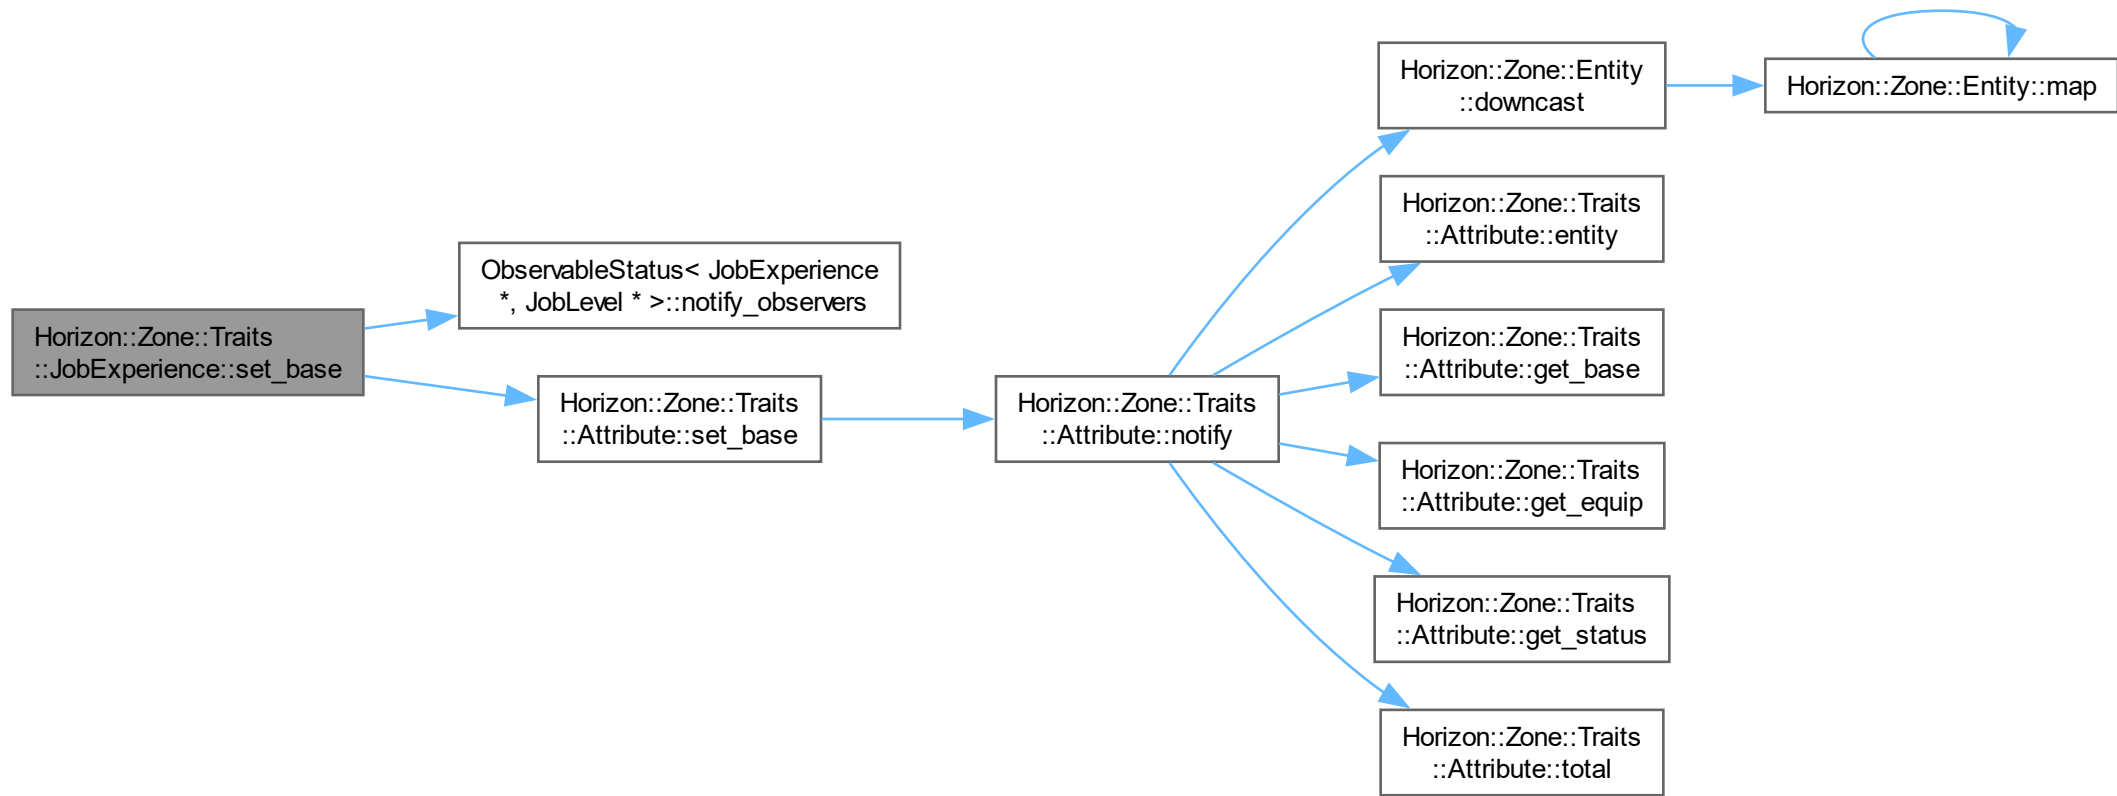 Horizon::Zone::Traits
::JobExperience::set_base
ObservableStatus< JobExperience
*, JobLevel * >::notify_observers
Horizon::Zone::Traits
::Attribute::set_base
Horizon::Zone::Traits
::Attribute::notify
Horizon::Zone::Entity
::downcast
Horizon::Zone::Entity::map
Horizon::Zone::Traits
::Attribute::entity
Horizon::Zone::Traits
::Attribute::get_base
Horizon::Zone::Traits
::Attribute::get_equip
Horizon::Zone::Traits
::Attribute::get_status
Horizon::Zone::Traits
::Attribute::total